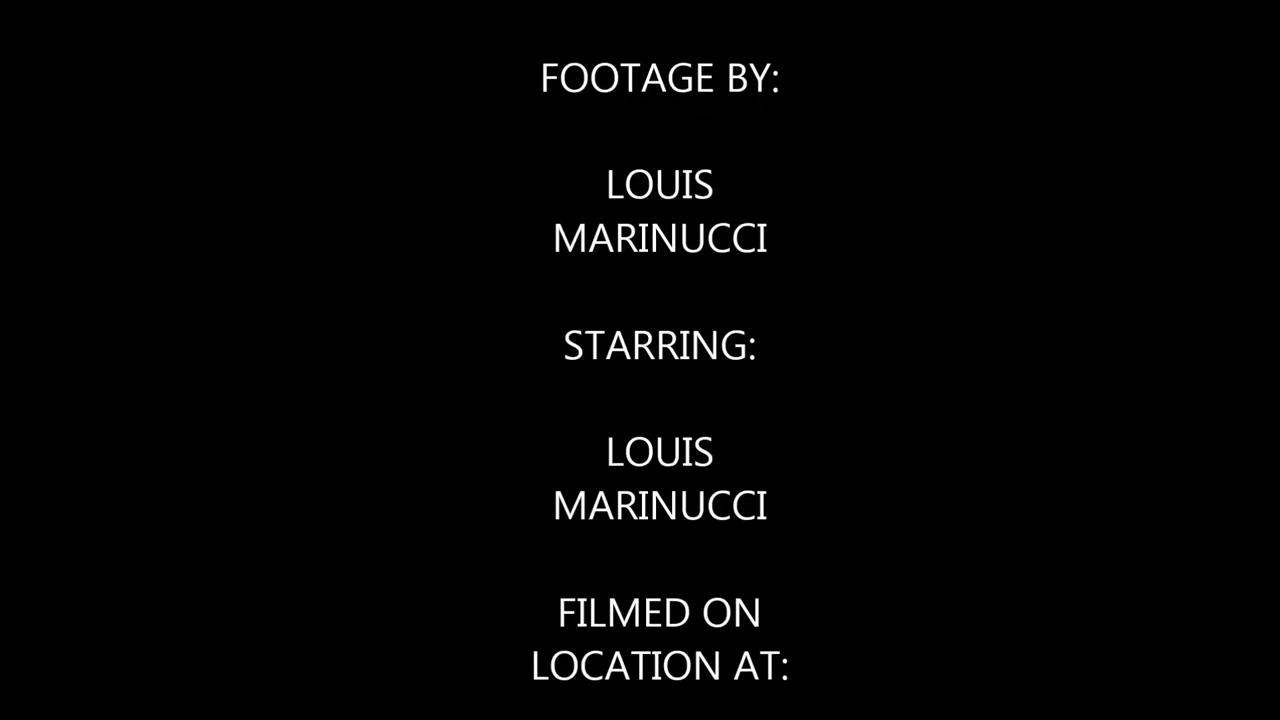 FOOTAGE BY:
LOUIS
MARINUCCI
STARRING:
LOUIS
MARINUCCI
FILMED ON
LOCATION AT: